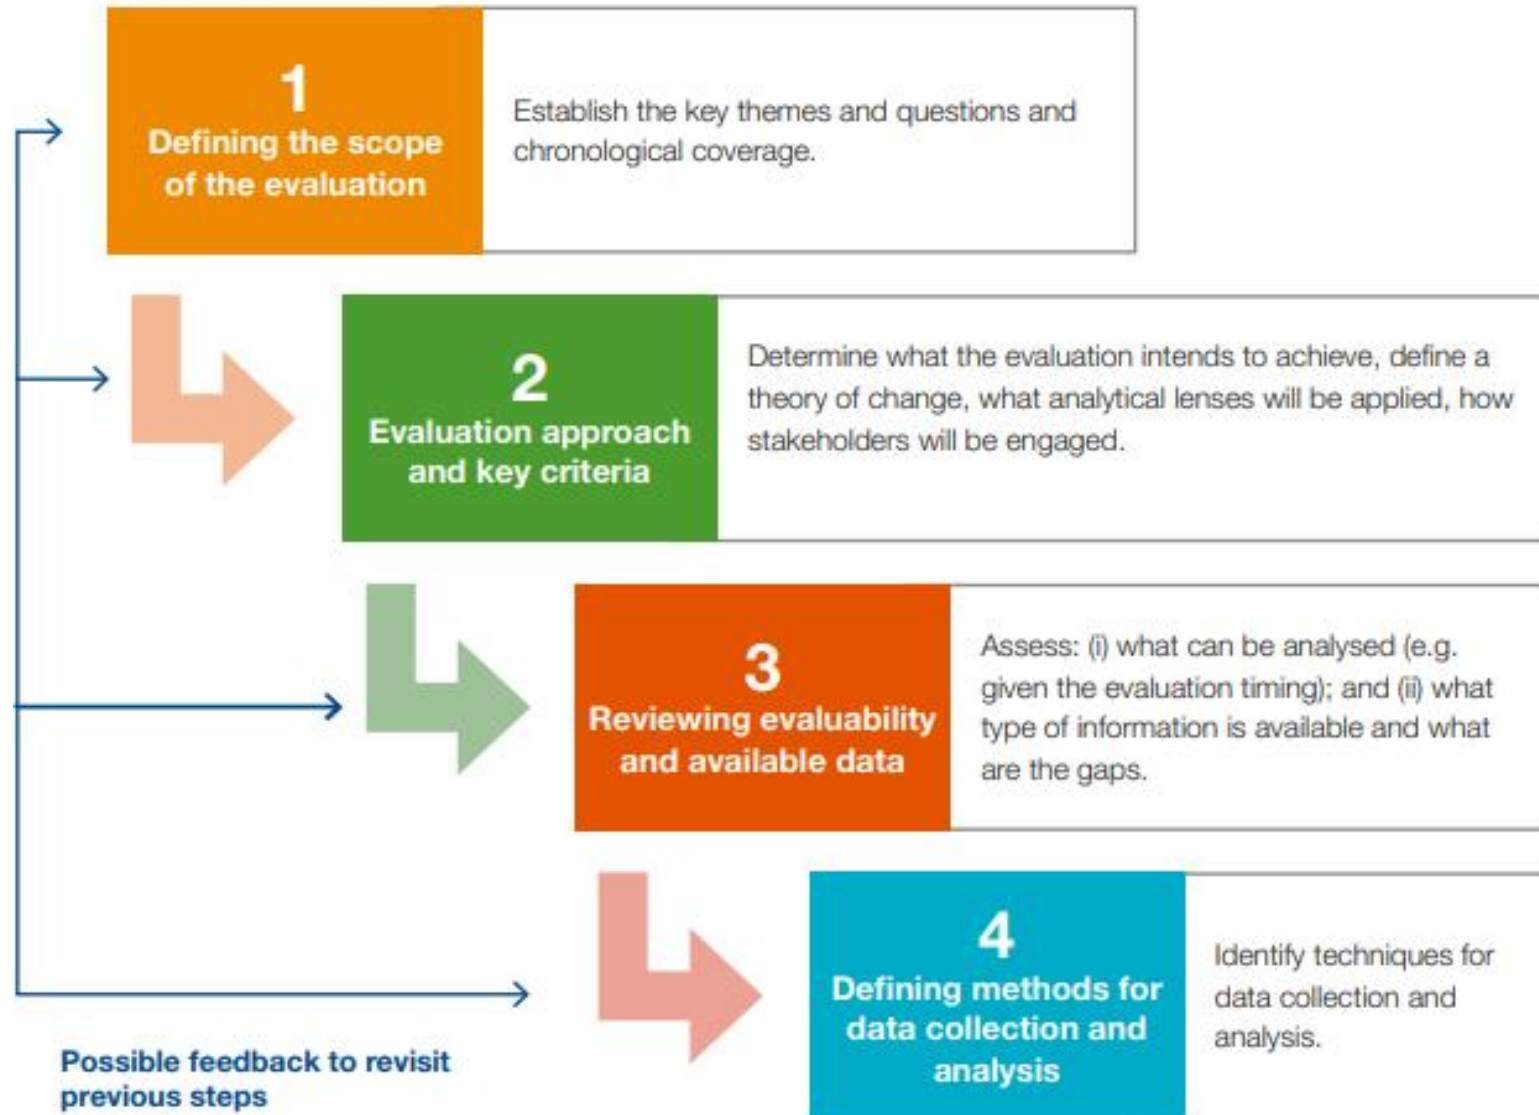 1
Defining the scope
of the evaluation
Establish the key themes and questions and
chronological coverage.
2
Evaluation approach
and key criteria
Determine what the evaluation intends to achieve, define a
theory of change, what analytical lenses will be applied, how
stakeholders will be engaged.
3
Reviewing evaluability
and available data
Assess: (i) what can be analysed (e.g.
given the evaluation timing); and (ii) what
type of information is available and what
are the gaps.
4
Defining methods for
data collection and
analysis
Identify techniques for
data collection and
analysis.
Possible feedback to revisit
previous steps